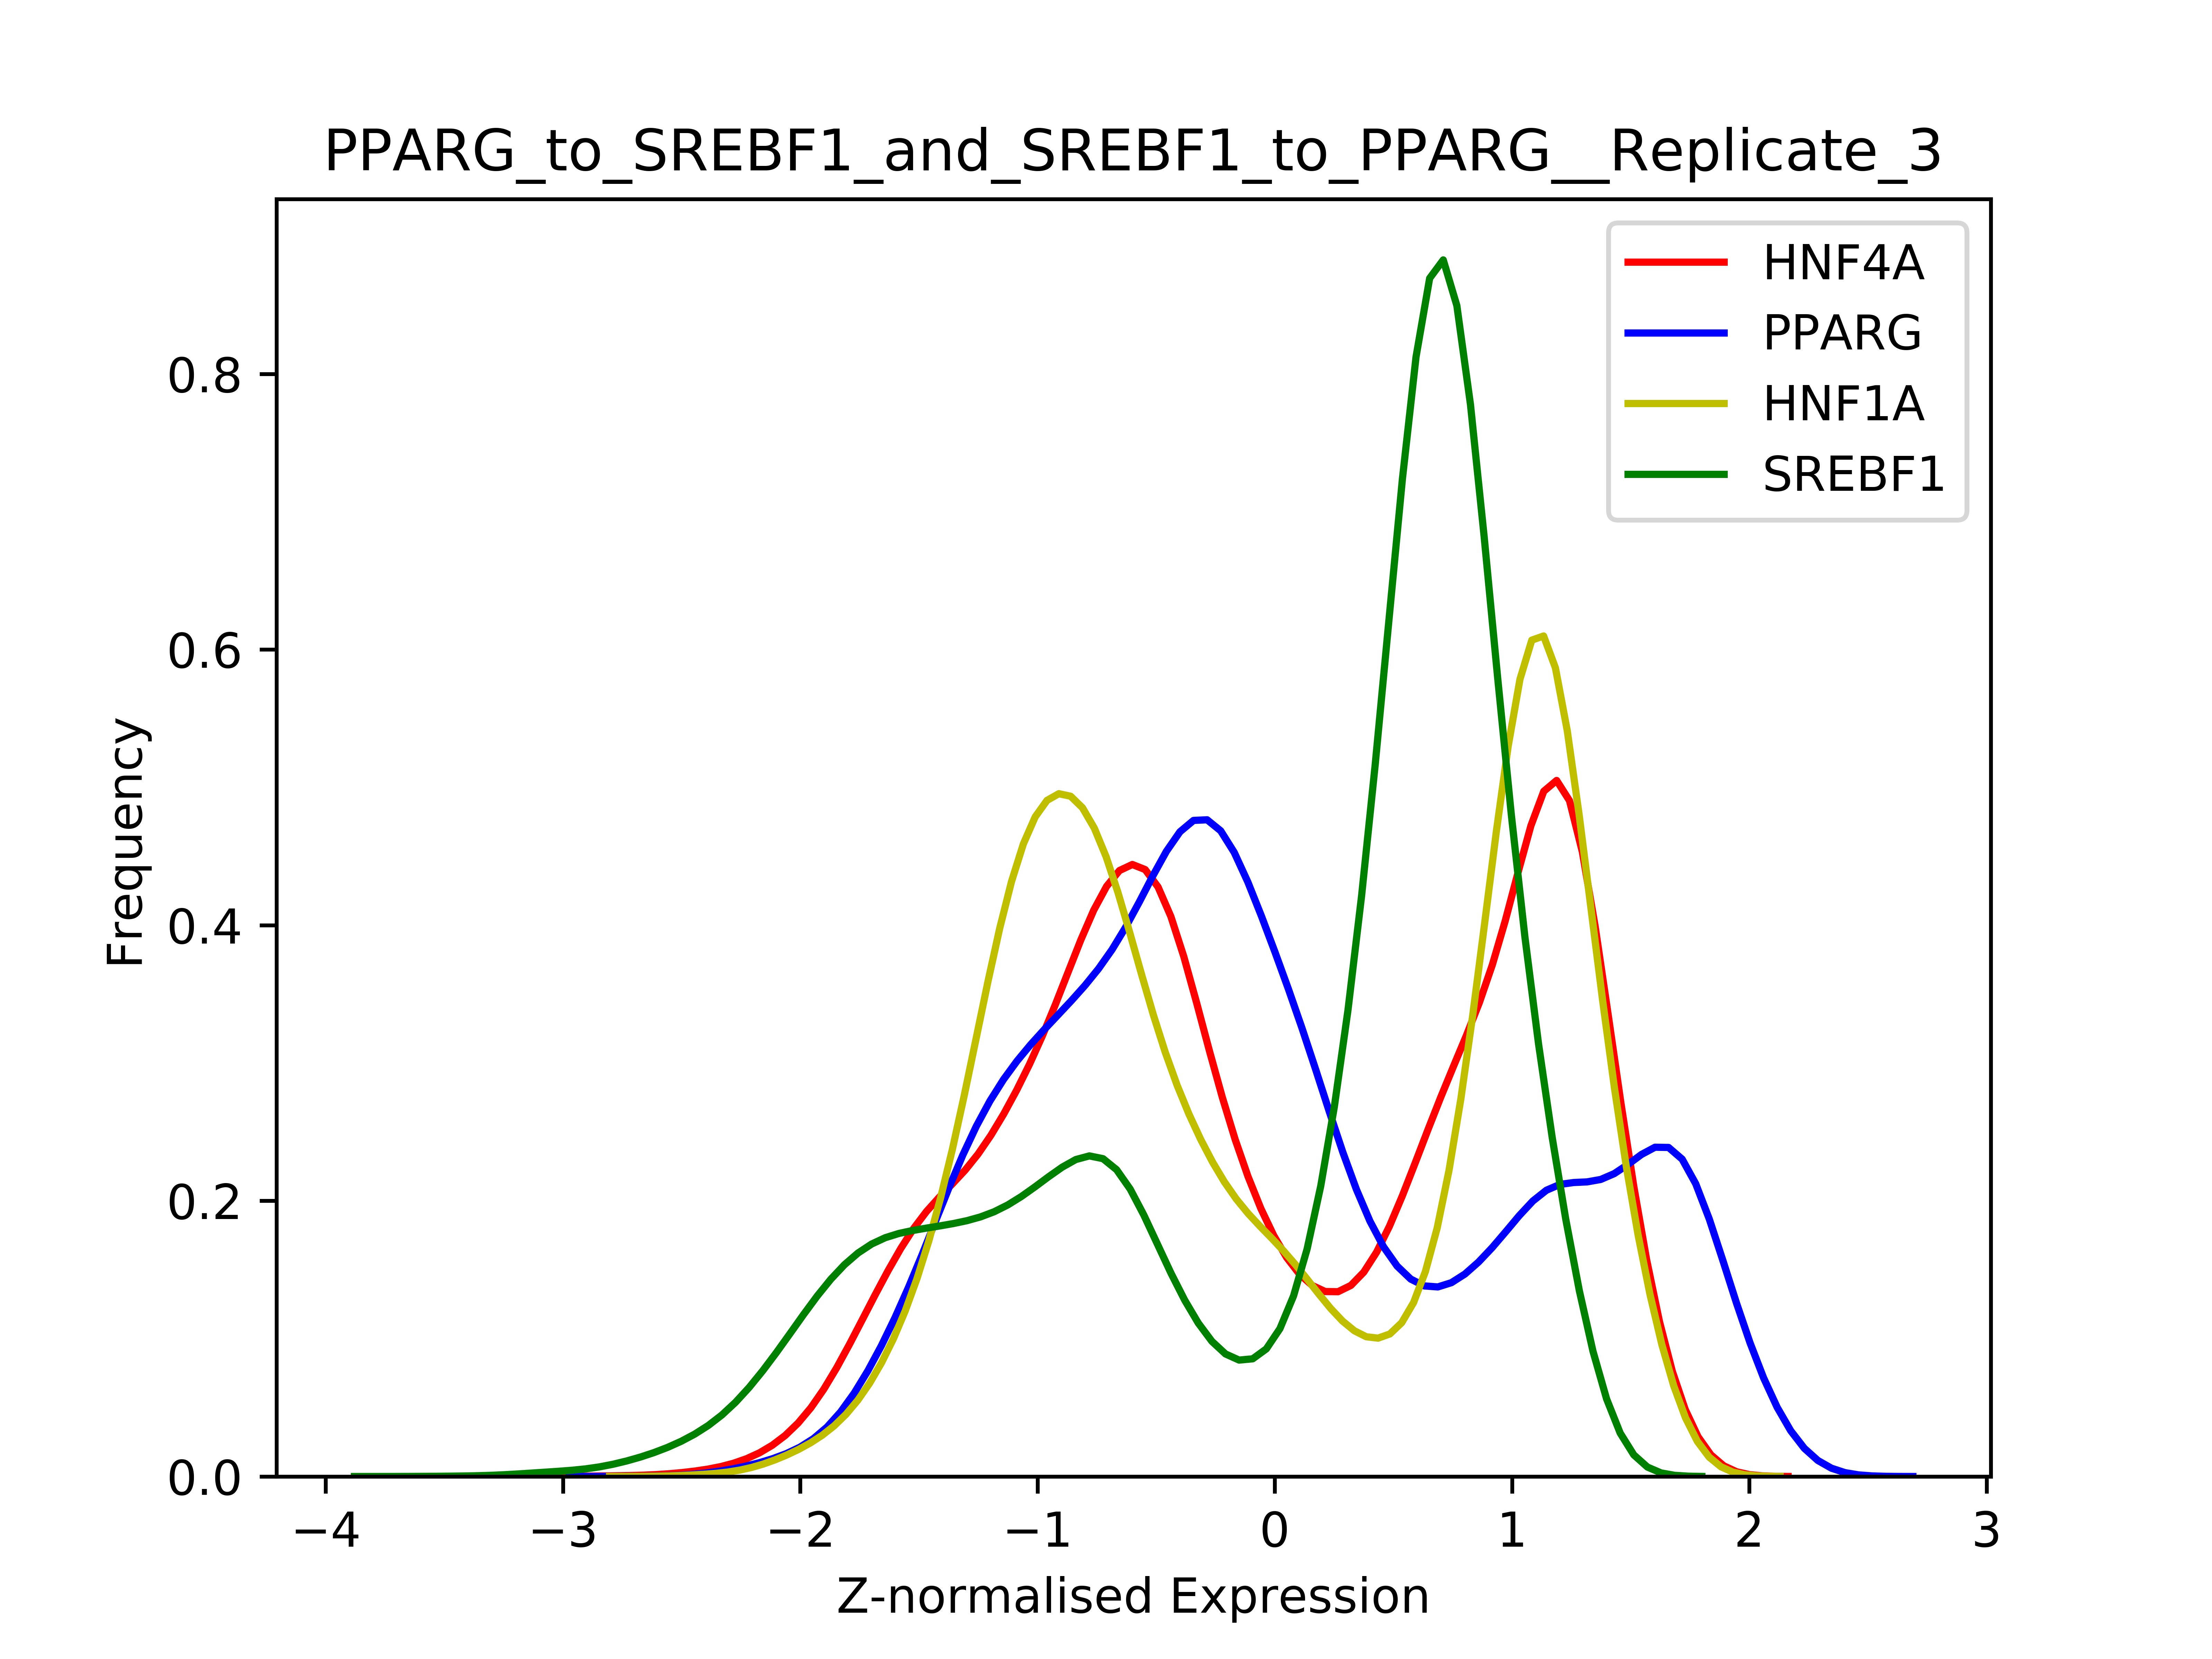 PPARG_to_SREBF1_and_SREBF1_to_PPARG__Replicate_3
HNF4A
PPARG
HNF1A
SREBF1
Frequency
0.8
0.6
0.4
0.2
0.0
−4 −3 −2 −1 0 1 2 3
Z-normalised Expression